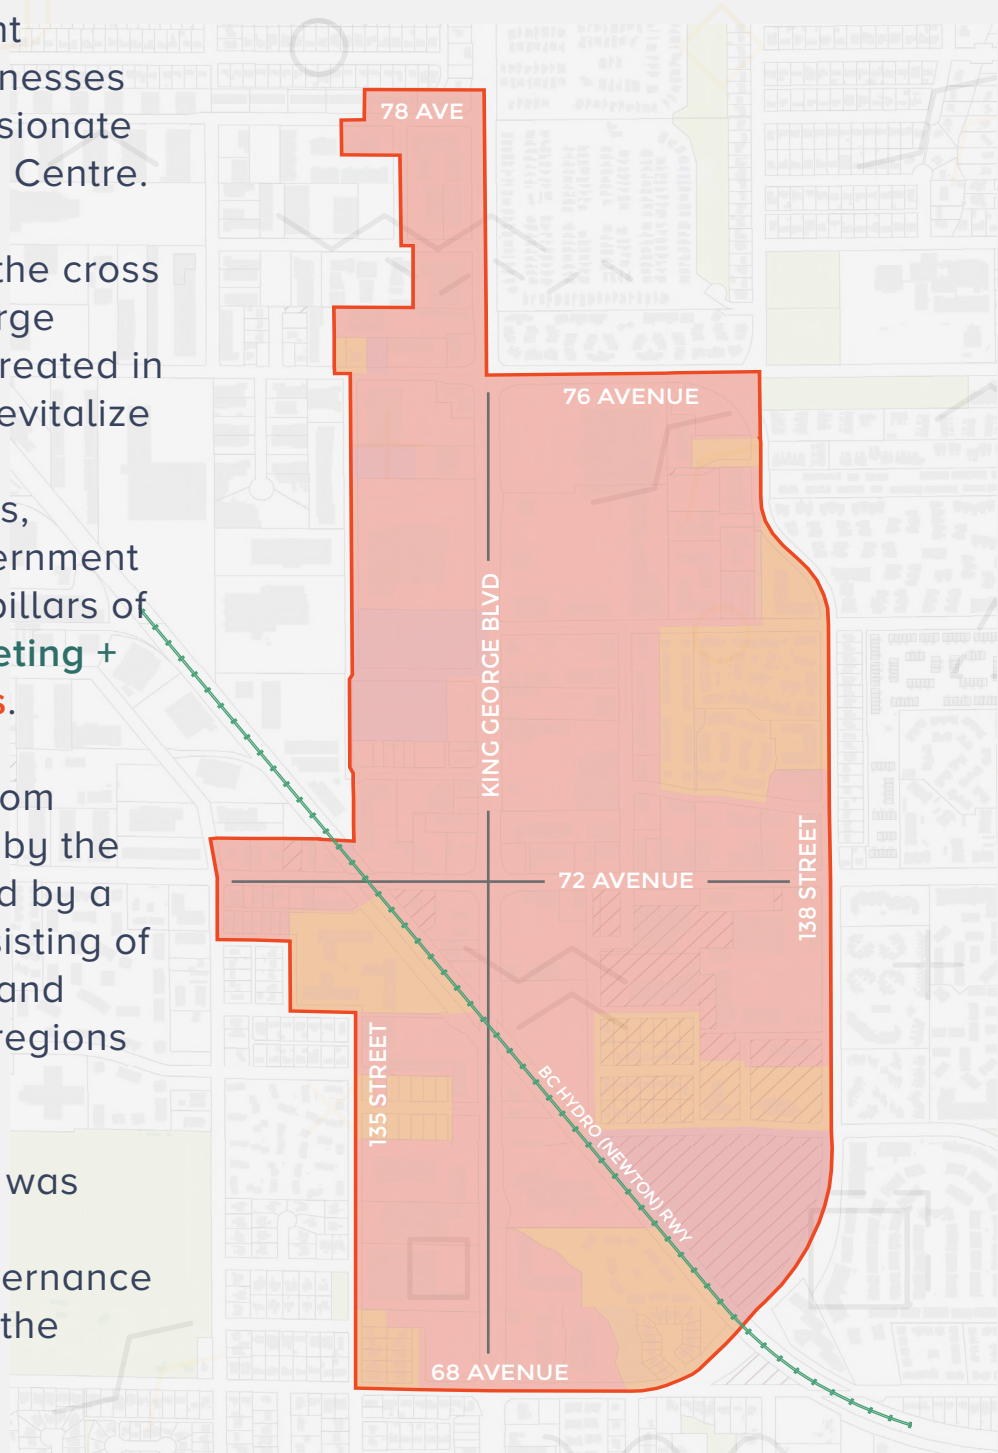 nt
nesses
sionate
Centre.
the cross
rge
reated in
evitalize
s,
ernment
pillars of
eting +
s.
om
by the
d by a
sisting of
and
regions
was
ernance
the
78 AVE
76 AVENUE
KING GEORGE BLVD
72 AVENUE
138 STREET
135 STREET
BC HYDRO (NEWTON) RWY
68 AVENUE